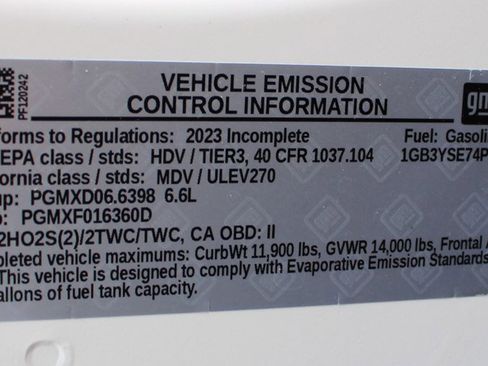 PF120242
VEHICLE EMISSION
CONTROL INFORMATION
gm
forms to Regulations: 2023 Incomplete Fuel: Gasoli
EPA class / stds: HDV / TIER3, 40 CFR 1037.104 1GB3YSE74P
ornia class / stds: MDV / ULEV270
up: PGMXD06.6398 6.6L
p: PGMXF016360D
2HO2S(2)/2TWC/TWC, CA OBD: II
pleted vehicle maximums: CurbWt 11,900 lbs, GVWR 14,000 lbs, Frontal A
This vehicle is designed to comply with Evaporative Emission Standards
allons of fuel tank capacity.